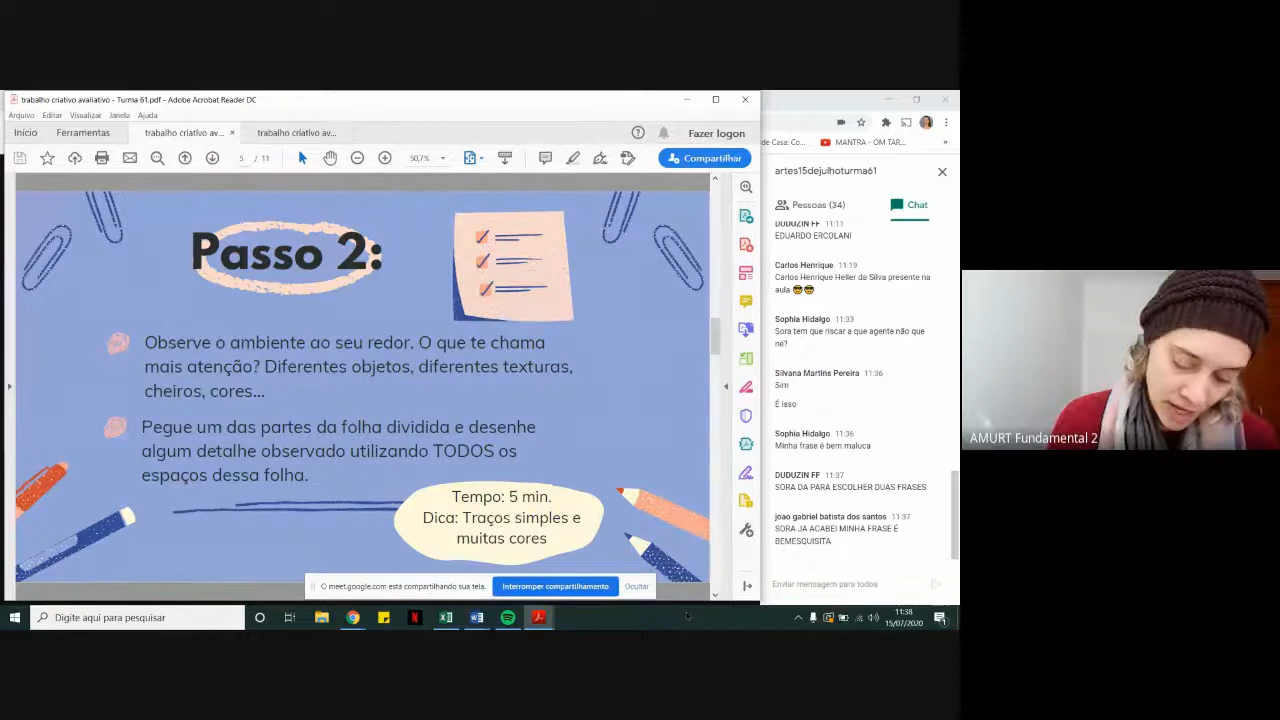 trabalho criativo avaliativo - Turma 61.pdf - Adobe Acrobat Reader DC
Arquivo Editar Visualizar Janela Ajuda
Início Ferramentas trabalho criativo av... × trabalho criativo av... Fazer logon
5 / 11 50,7% Compartilhar
Passo 2:
Observe o ambiente ao seu redor. O que te chama
mais atenção? Diferentes objetos, diferentes texturas,
cheiros, cores...
Pegue um das partes da folha dividida e desenhe
algum detalhe observado utilizando TODOS os
espaços dessa folha.
Tempo: 5 min.
Dica: Traços simples e
muitas cores
O meet.google.com está compartilhando sua tela. Interromper compartilhamento Ocultar
de Casa: Co... MANTRA - OM TAR... »
artes15dejulhoturma61
Pessoas (34) Chat
DUDUZIN FF 11:11
EDUARDO ERCOLANI
Carlos Henrique 11:19
Carlos Henrique Heller da Silva presente na
aula 😎😎
Sophia Hidalgo 11:33
Sora tem que riscar a que agente não que
ne?
Silvana Martins Pereira 11:36
Sim
É isso
Sophia Hidalgo 11:36
Minha frase é bem maluca
DUDUZIN FF 11:37
SORA DA PARA ESCOLHER DUAS FRASES
joao gabriel batista dos santos 11:37
SORA JA ACABEI MINHA FRASE É
BEMESQUISITA
Enviar mensagem para todos
AMURT Fundamental 2
Digite aqui para pesquisar
11:38
15/07/2020